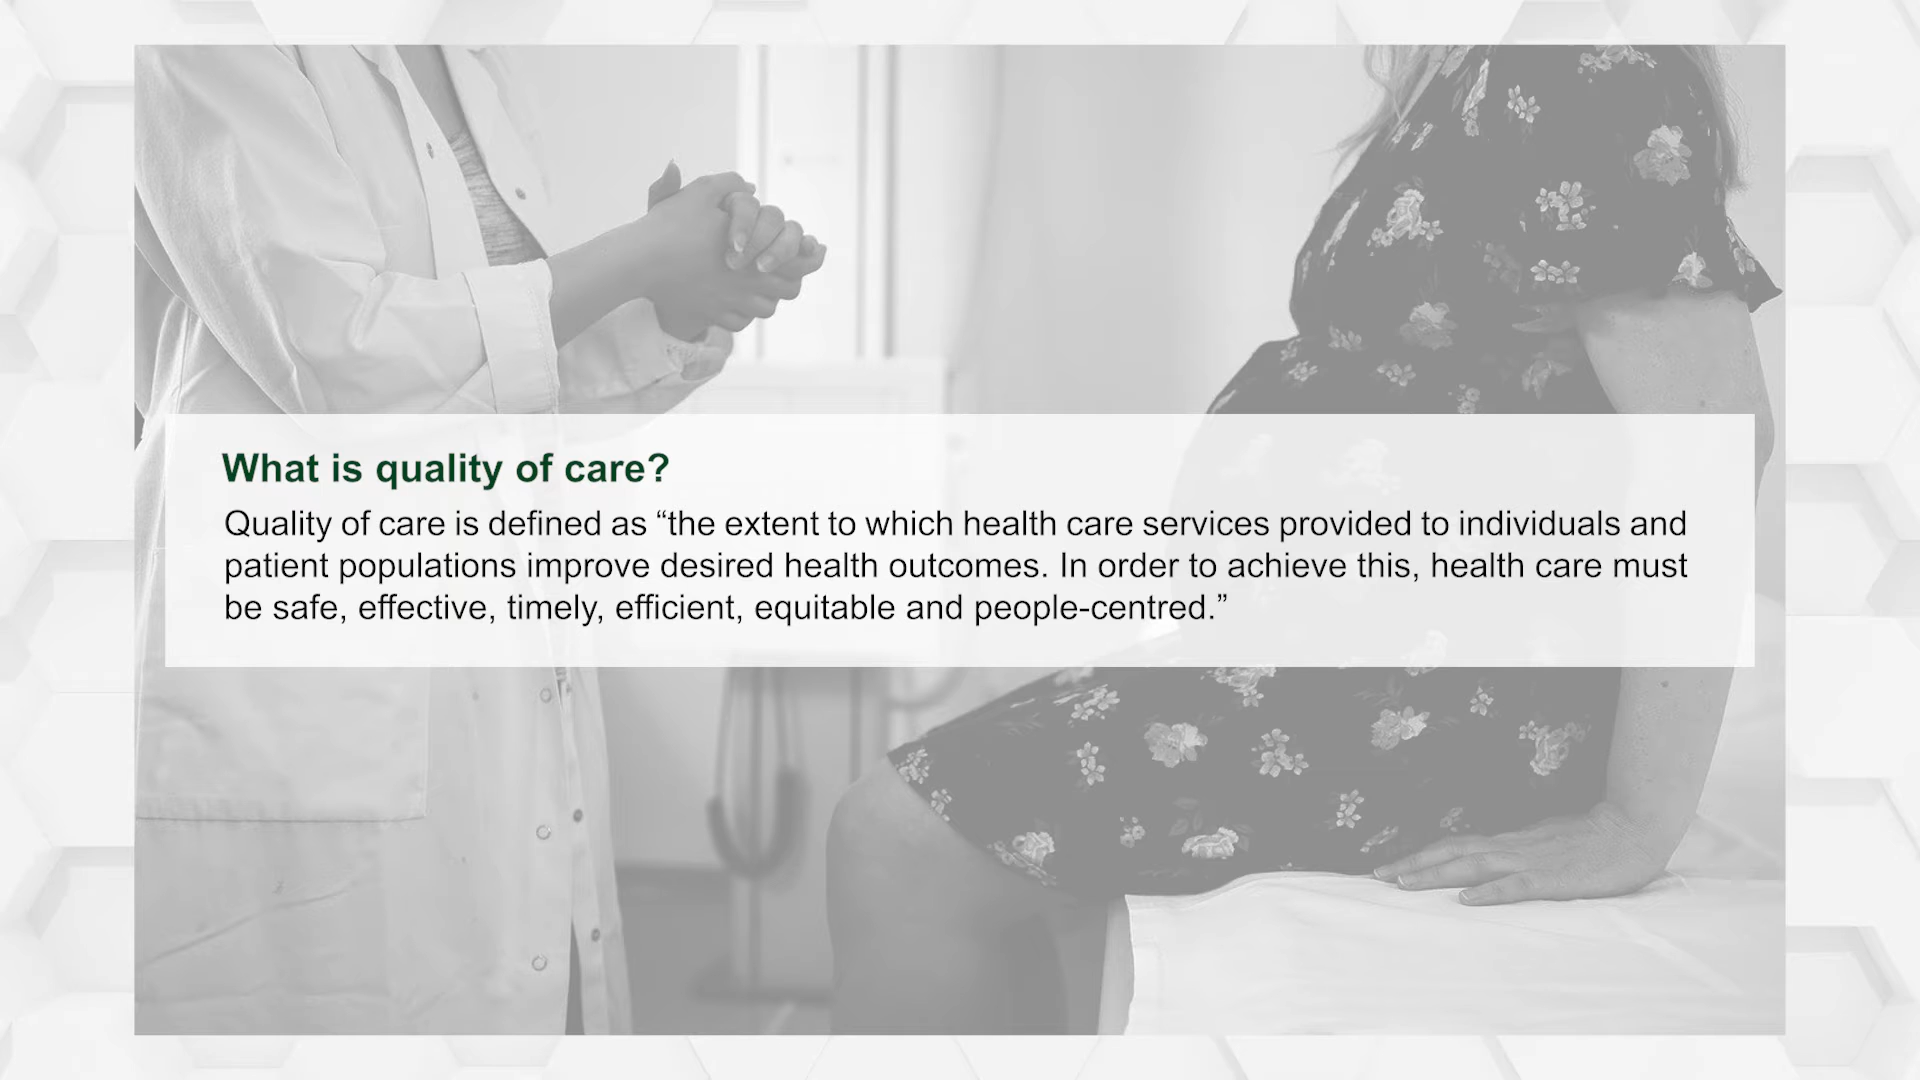 What is quality of care?
Quality of care is defined as “the extent to which health care services provided to individuals and
patient populations improve desired health outcomes. In order to achieve this, health care must
be safe, effective, timely, efficient, equitable and people-centred.”